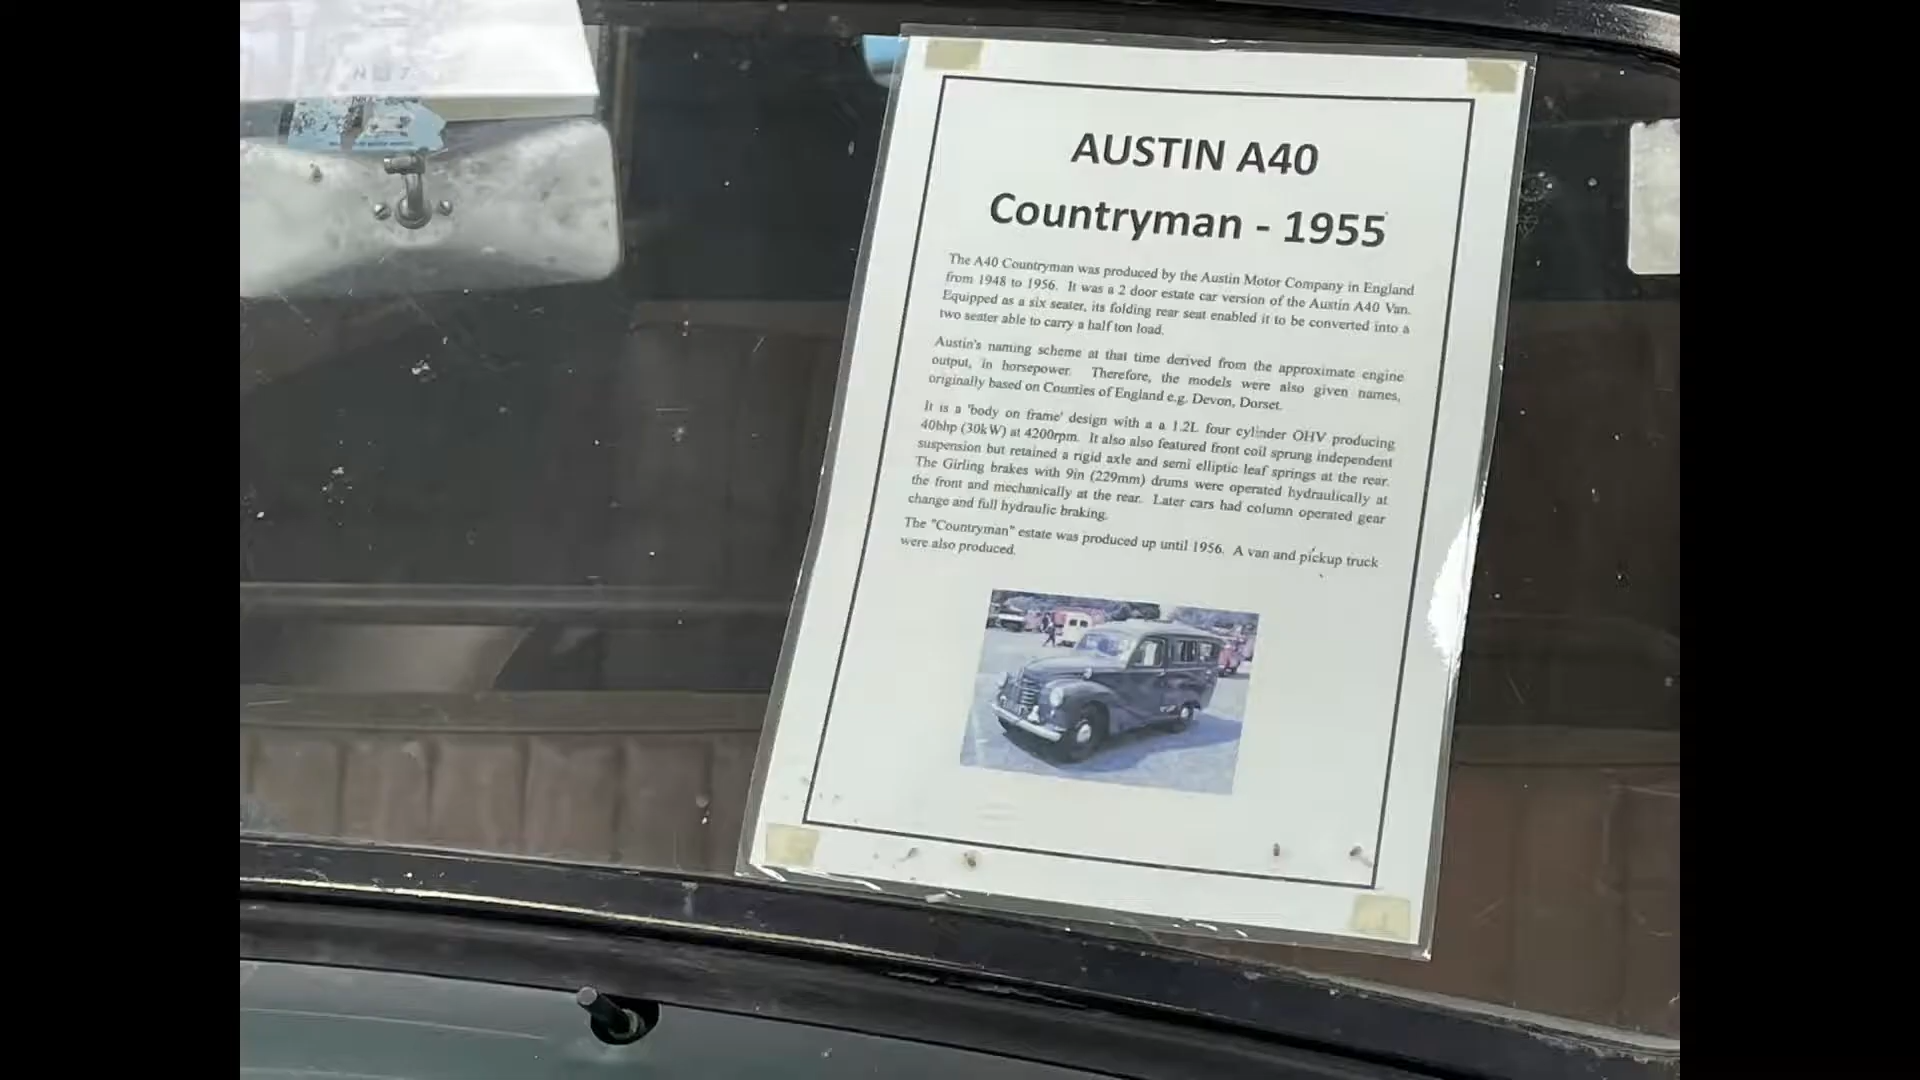 AUSTIN A40
Countryman - 1955
The A40 Countryman was produced by the Austin Motor Company in England
from 1948 to 1956. It was a 2 door estate car version of the Austin A40 Van.
Equipped as a six seater, its folding rear seat enabled it to be converted into a
two seater able to carry a half ton load.
Austin's naming scheme at that time derived from the approximate engine
output, in horsepower. Therefore, the models were also given names,
originally based on Counties of England e.g. Devon, Dorset.
It is a 'body on frame' design with a a 1.2L four cylinder OHV producing
40bhp (30kW) at 4200rpm. It also also featured front coil sprung independent
suspension but retained a rigid axle and semi elliptic leaf springs at the rear.
The Girling brakes with 9in (229mm) drums were operated hydraulically at
the front and mechanically at the rear. Later cars had column operated gear
change and full hydraulic braking.
The "Countryman" estate was produced up until 1956. A van and pickup truck
were also produced.